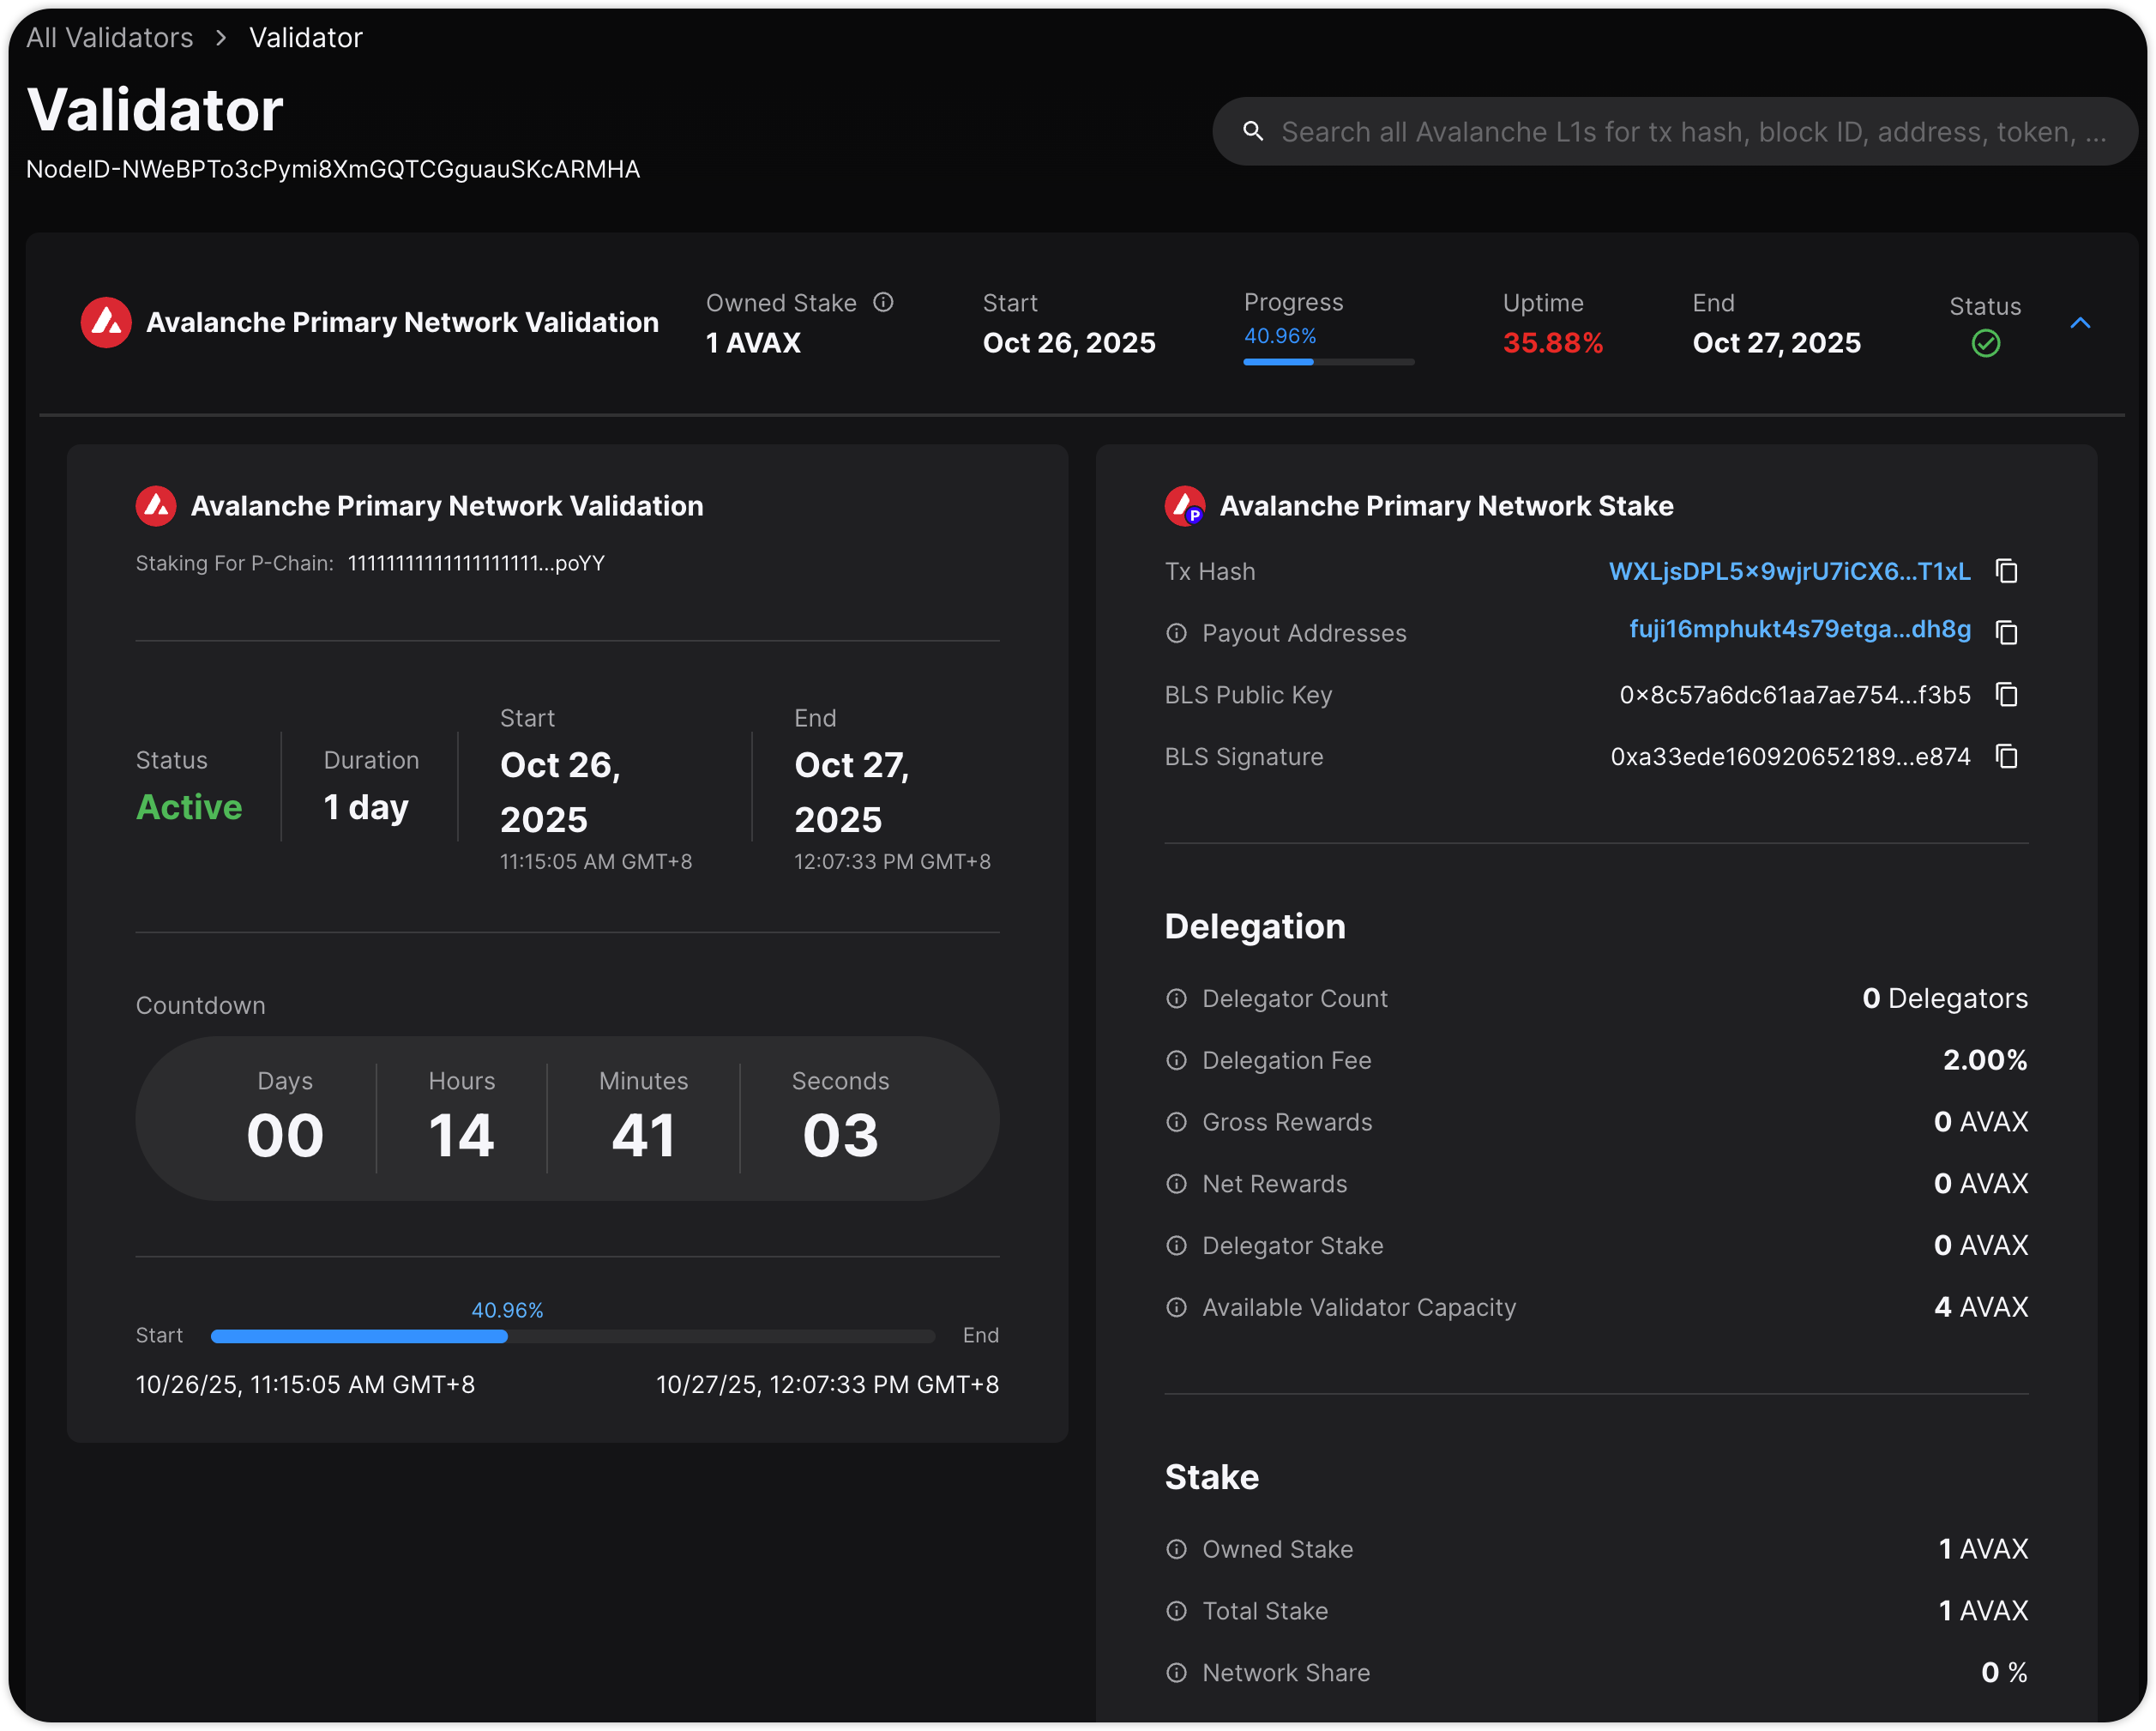 All Validators > Validator
Validator
NodeID-NWeBPTo3cPymi8XmGQTCGguauSKcARMHA
Search all Avalanche L1s for tx hash, block ID, address, token, ...
Avalanche Primary Network Validation
Owned Stake
1 AVAX
Start
Oct 26, 2025
Progress
40.96%
Uptime
35.88%
End
Oct 27, 2025
Status
Avalanche Primary Network Validation
Staking For P-Chain: 11111111111111111111...poYY
Status
Active
Duration
1 day
Start
Oct 26,
2025
11:15:05 AM GMT+8
End
Oct 27,
2025
12:07:33 PM GMT+8
Countdown
Days
00
Hours
14
Minutes
41
Seconds
03
40.96%
Start
End
10/26/25, 11:15:05 AM GMT+8
10/27/25, 12:07:33 PM GMT+8
P
Avalanche Primary Network Stake
Tx Hash
WXLjsDPL5x9wjrU7iCX6...T1xL
Payout Addresses
fuji16mphukt4s79etga...dh8g
BLS Public Key
0x8c57a6dc61aa7ae754...f3b5
BLS Signature
0xa33ede160920652189...e874
Delegation
Delegator Count
0 Delegators
Delegation Fee
2.00%
Gross Rewards
0 AVAX
Net Rewards
0 AVAX
Delegator Stake
0 AVAX
Available Validator Capacity
4 AVAX
Stake
Owned Stake
1 AVAX
Total Stake
1 AVAX
Network Share
0 %